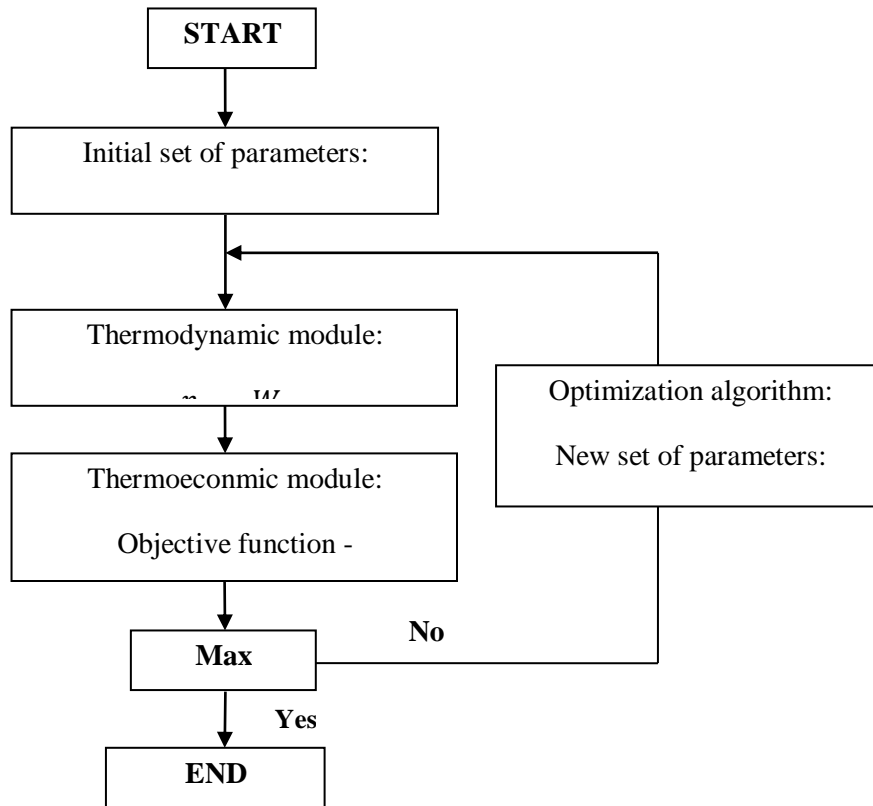 START
Initial set of parameters:
Thermodynamic module:
Optimization algorithm:
New set of parameters:
Thermoeconmic module:
Objective function -
No
Max
Yes
END